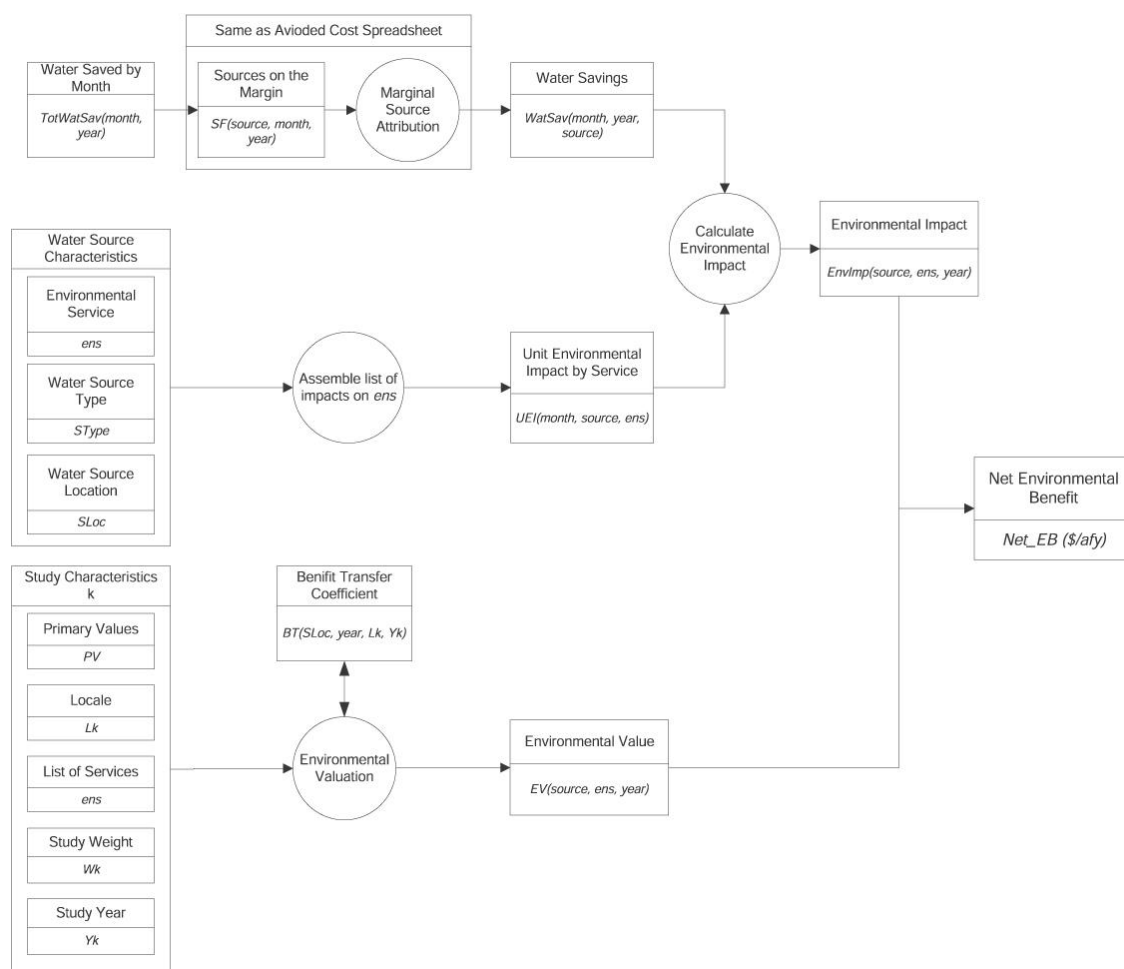 Same as Avioded Cost Spreadsheet
Water Saved by
Month
TotWatSav(month,
year)
Sources on the
Margin
SF(source, month,
year)
Marginal
Source
Attribution
Water Savings
WatSav(month, year,
source)
Water Source
Characteristics
Environmental
Service
ens
Water Source
Type
SType
Water Source
Location
SLoc
Assemble list of
impacts on ens
Unit Environmental
Impact by Service
UEI(month, source, ens)
Calculate
Environmental
Impact
Environmental Impact
EnvImp(source, ens, year)
Net Environmental
Benefit
Net_EB ($/afy)
Study Characteristics
k
Primary Values
PV
Locale
Lk
List of Services
ens
Study Weight
Wk
Study Year
Yk
Benifit Transfer
Coefficient
BT(SLoc, year, Lk, Yk)
Environmental
Valuation
Environmental Value
EV(source, ens, year)